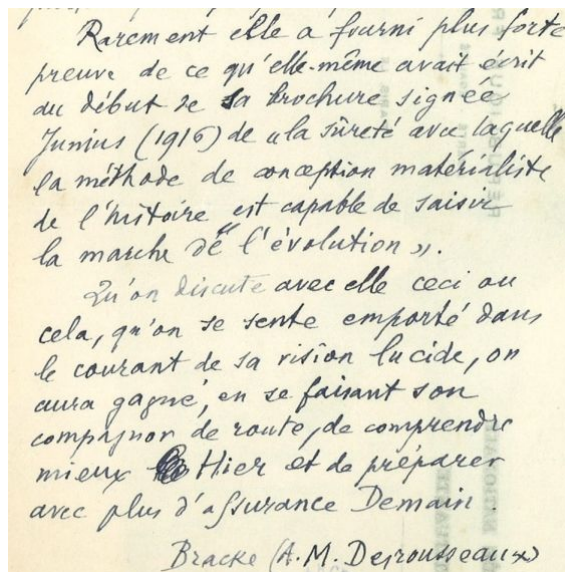 Rarement elle a fourni plus forte
preuve de ce qu'elle-même avait écrit
au début de sa brochure signée
Junius (1916) de « la sûreté avec laquelle
la méthode de conception matérialiste
de l'histoire est capable de saisir
la marche de l'évolution ».
Qu'on discute avec elle ceci ou
cela, qu'on se sente emporté dans
le courant de sa vision lucide, on
aura gagné, en se faisant son
compagnon de route, de comprendre
mieux Hier et de préparer
avec plus d'assurance Demain.
Bracke (A. M. Desrousseaux)